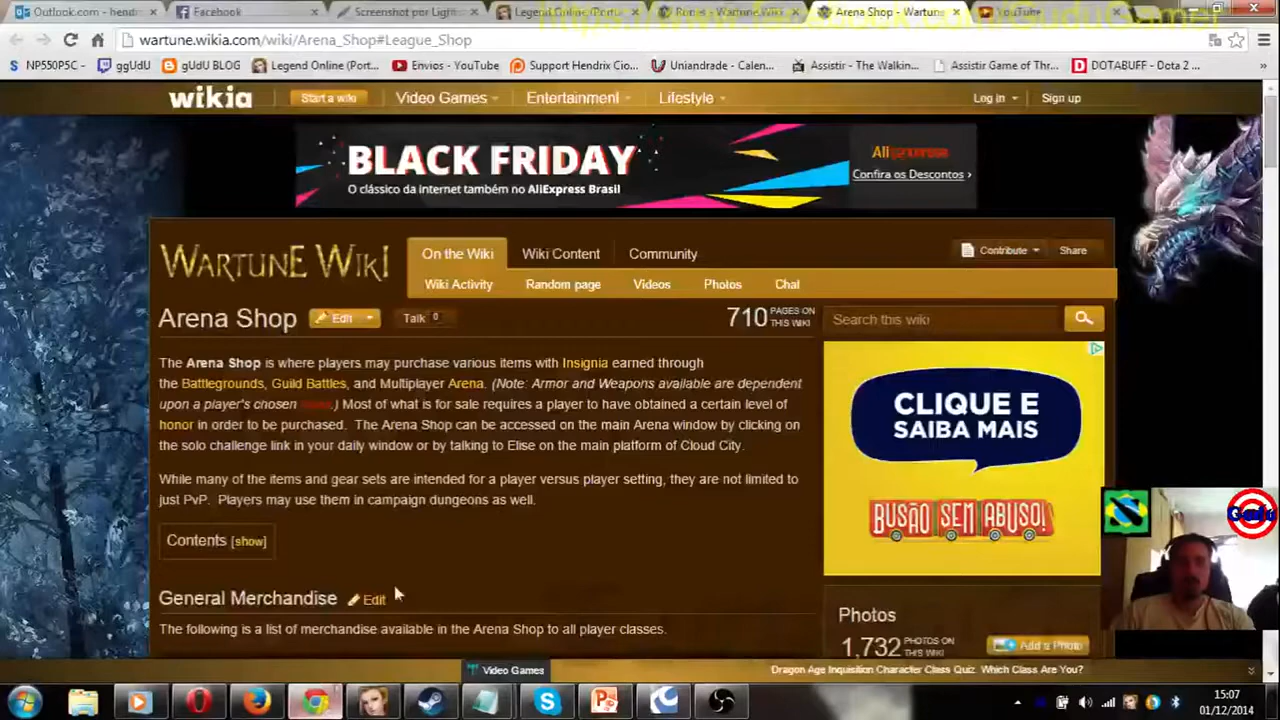 Outlook.com - hend
Facebook
Screenshot por Ligh
Legend Online (Port
Arena Shop - Wartune
YouTube
wartune.wikia.com/wiki/Arena_Shop#League_Shop
NP550P5C -
ggUdU
gUdU BLOG
Legend Online (Por...
Envios - YouTube
Support Hendrix Cio...
Uniandrade - Calen...
Assistir - The Walkin...
Assistir Game of Thr...
DOTABUFF - Dota 2 ...
wikia
Start a wiki
Video Games
Entertainment
Lifestyle
Log in
Sign up
BLACK FRIDAY
O clássico da internet também no AliExpress Brasil
AliExpress
Confira os Descontos ›
WARTUNE WIKI
On the Wiki
Wiki Content
Community
Contribute
Share
Wiki Activity
Random page
Videos
Photos
Chat
Arena Shop
Edit
Talk 0
710 PAGES ON THIS WIKI
Search this wiki
The Arena Shop is where players may purchase various items with Insignia earned through
the Battlegrounds, Guild Battles, and Multiplayer Arena. (Note: Armor and Weapons available are dependent
upon a player's chosen .) Most of what is for sale requires a player to have obtained a certain level of
honor in order to be purchased. The Arena Shop can be accessed on the main Arena window by clicking on
the solo challenge link in your daily window or by talking to Elise on the main platform of Cloud City.
While many of the items and gear sets are intended for a player versus player setting, they are not limited to
just PvP. Players may use them in campaign dungeons as well.
Contents [show]
General Merchandise
Edit
The following is a list of merchandise available in the Arena Shop to all player classes.
CLIQUE E
SAIBA MAIS
BUSÃO SEM ABUSO!
Gudu
Photos
1,732 PHOTOS ON THIS WIKI
Add a Photo
Video Games
Dragon Age Inquisition Character Class Quiz. Which Class Are You?
15:07
01/12/2014